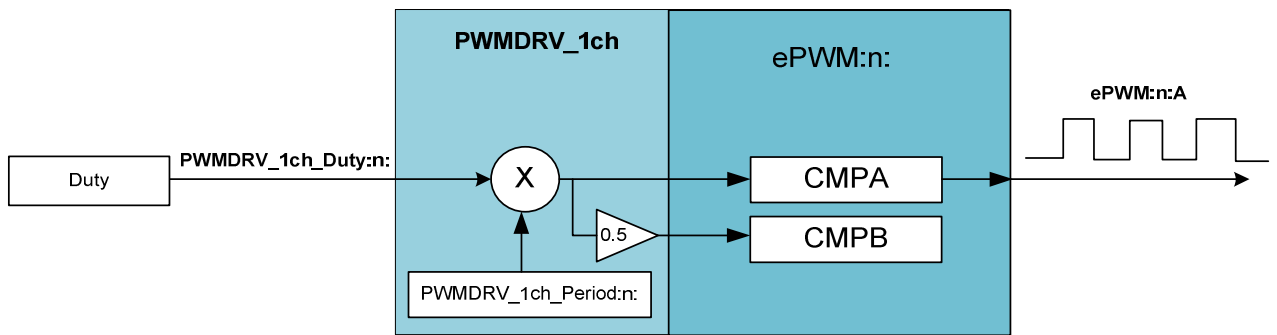 PWMDRV_1ch
ePWM:n:
ePWM:n:A
PWMDRV_1ch_Duty:n:
Duty
X
CMPA
0.5
CMPB
PWMDRV_1ch_Period:n: